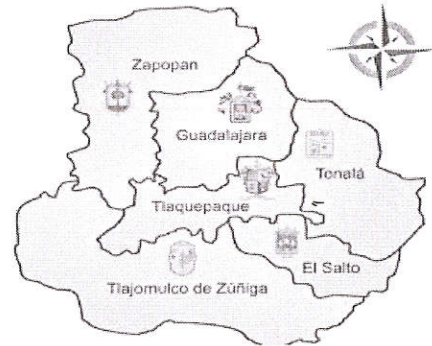 Zapopan
Guadalajara
Tonalá
Tlaquepaque
El Salto
Tlajomulco de Zúñiga